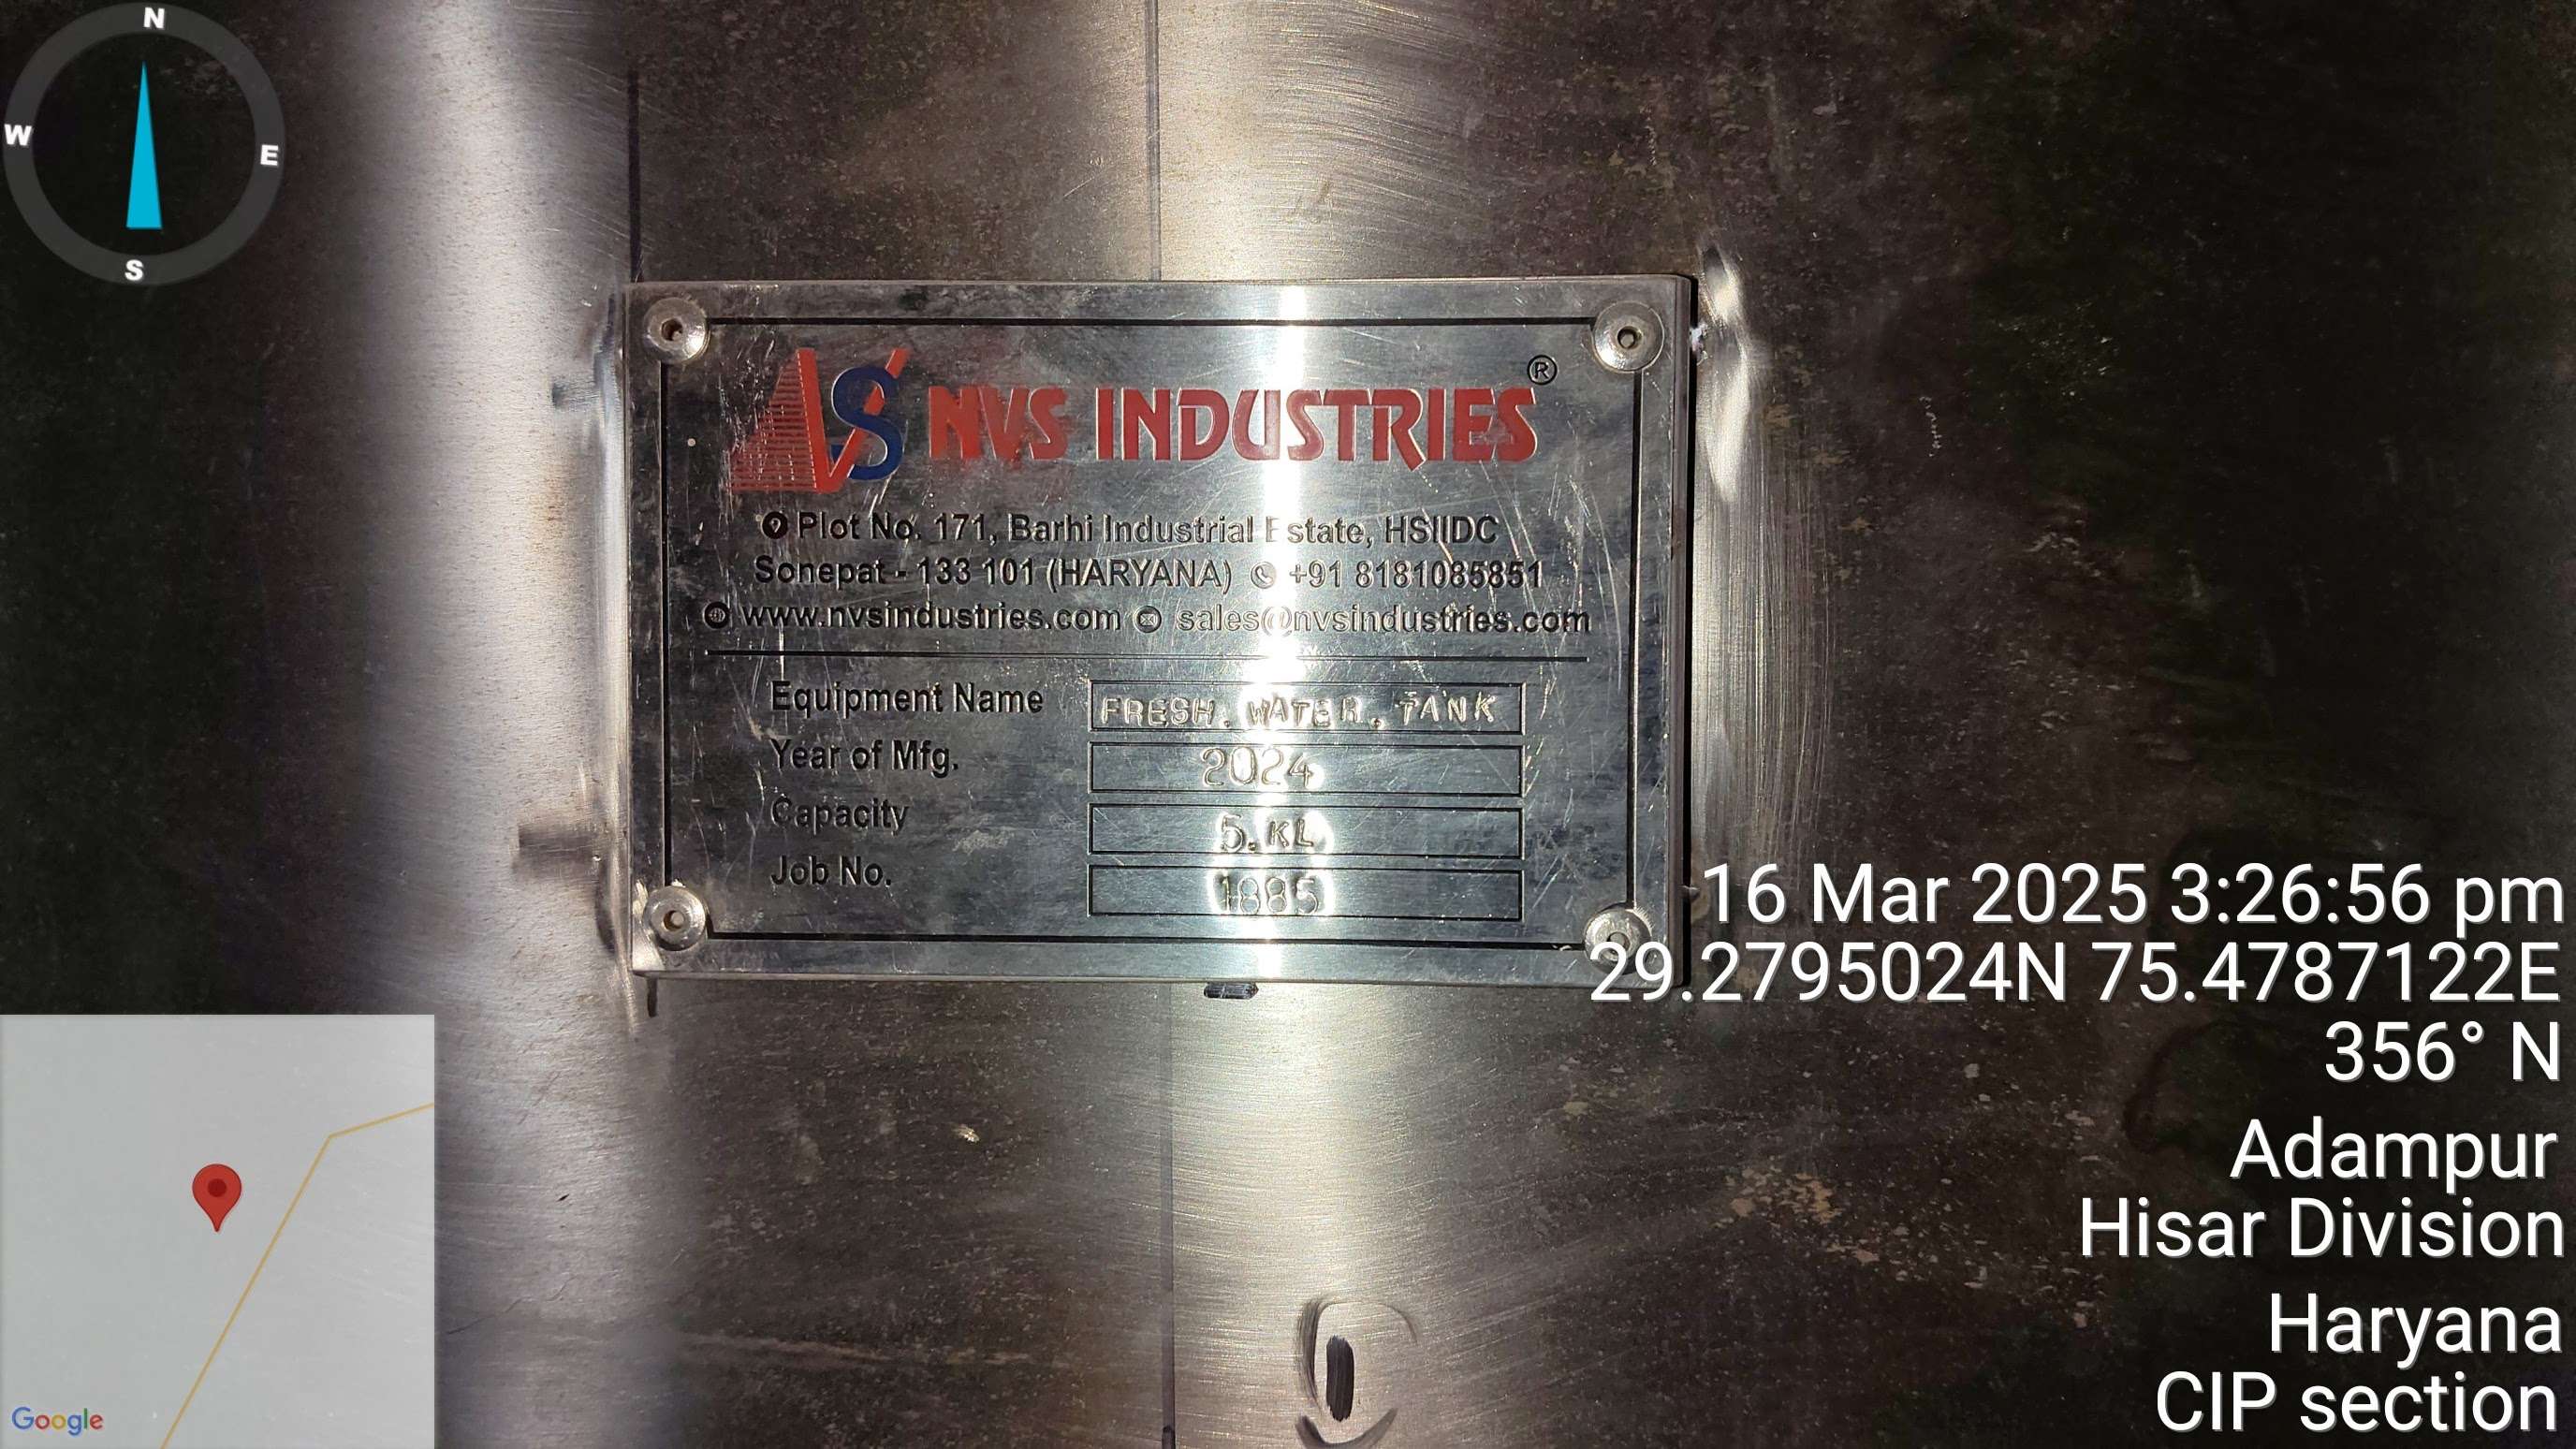 N
W
E
S
NVS NVS INDUSTRIES ®
Plot No. 171, Barhi Industrial Estate, HSIIDC
Sonepat - 133 101 (HARYANA) +91 8181085851
www.nvsindustries.com sales@nvsindustries.com
Equipment Name FRESH. WATER. TANK
Year of Mfg. 2024
Capacity 5.KL
Job No. 1885
16 Mar 2025 3:26:56 pm
29.2795024N 75.4787122E
356° N
Adampur
Hisar Division
Haryana
CIP section
Google